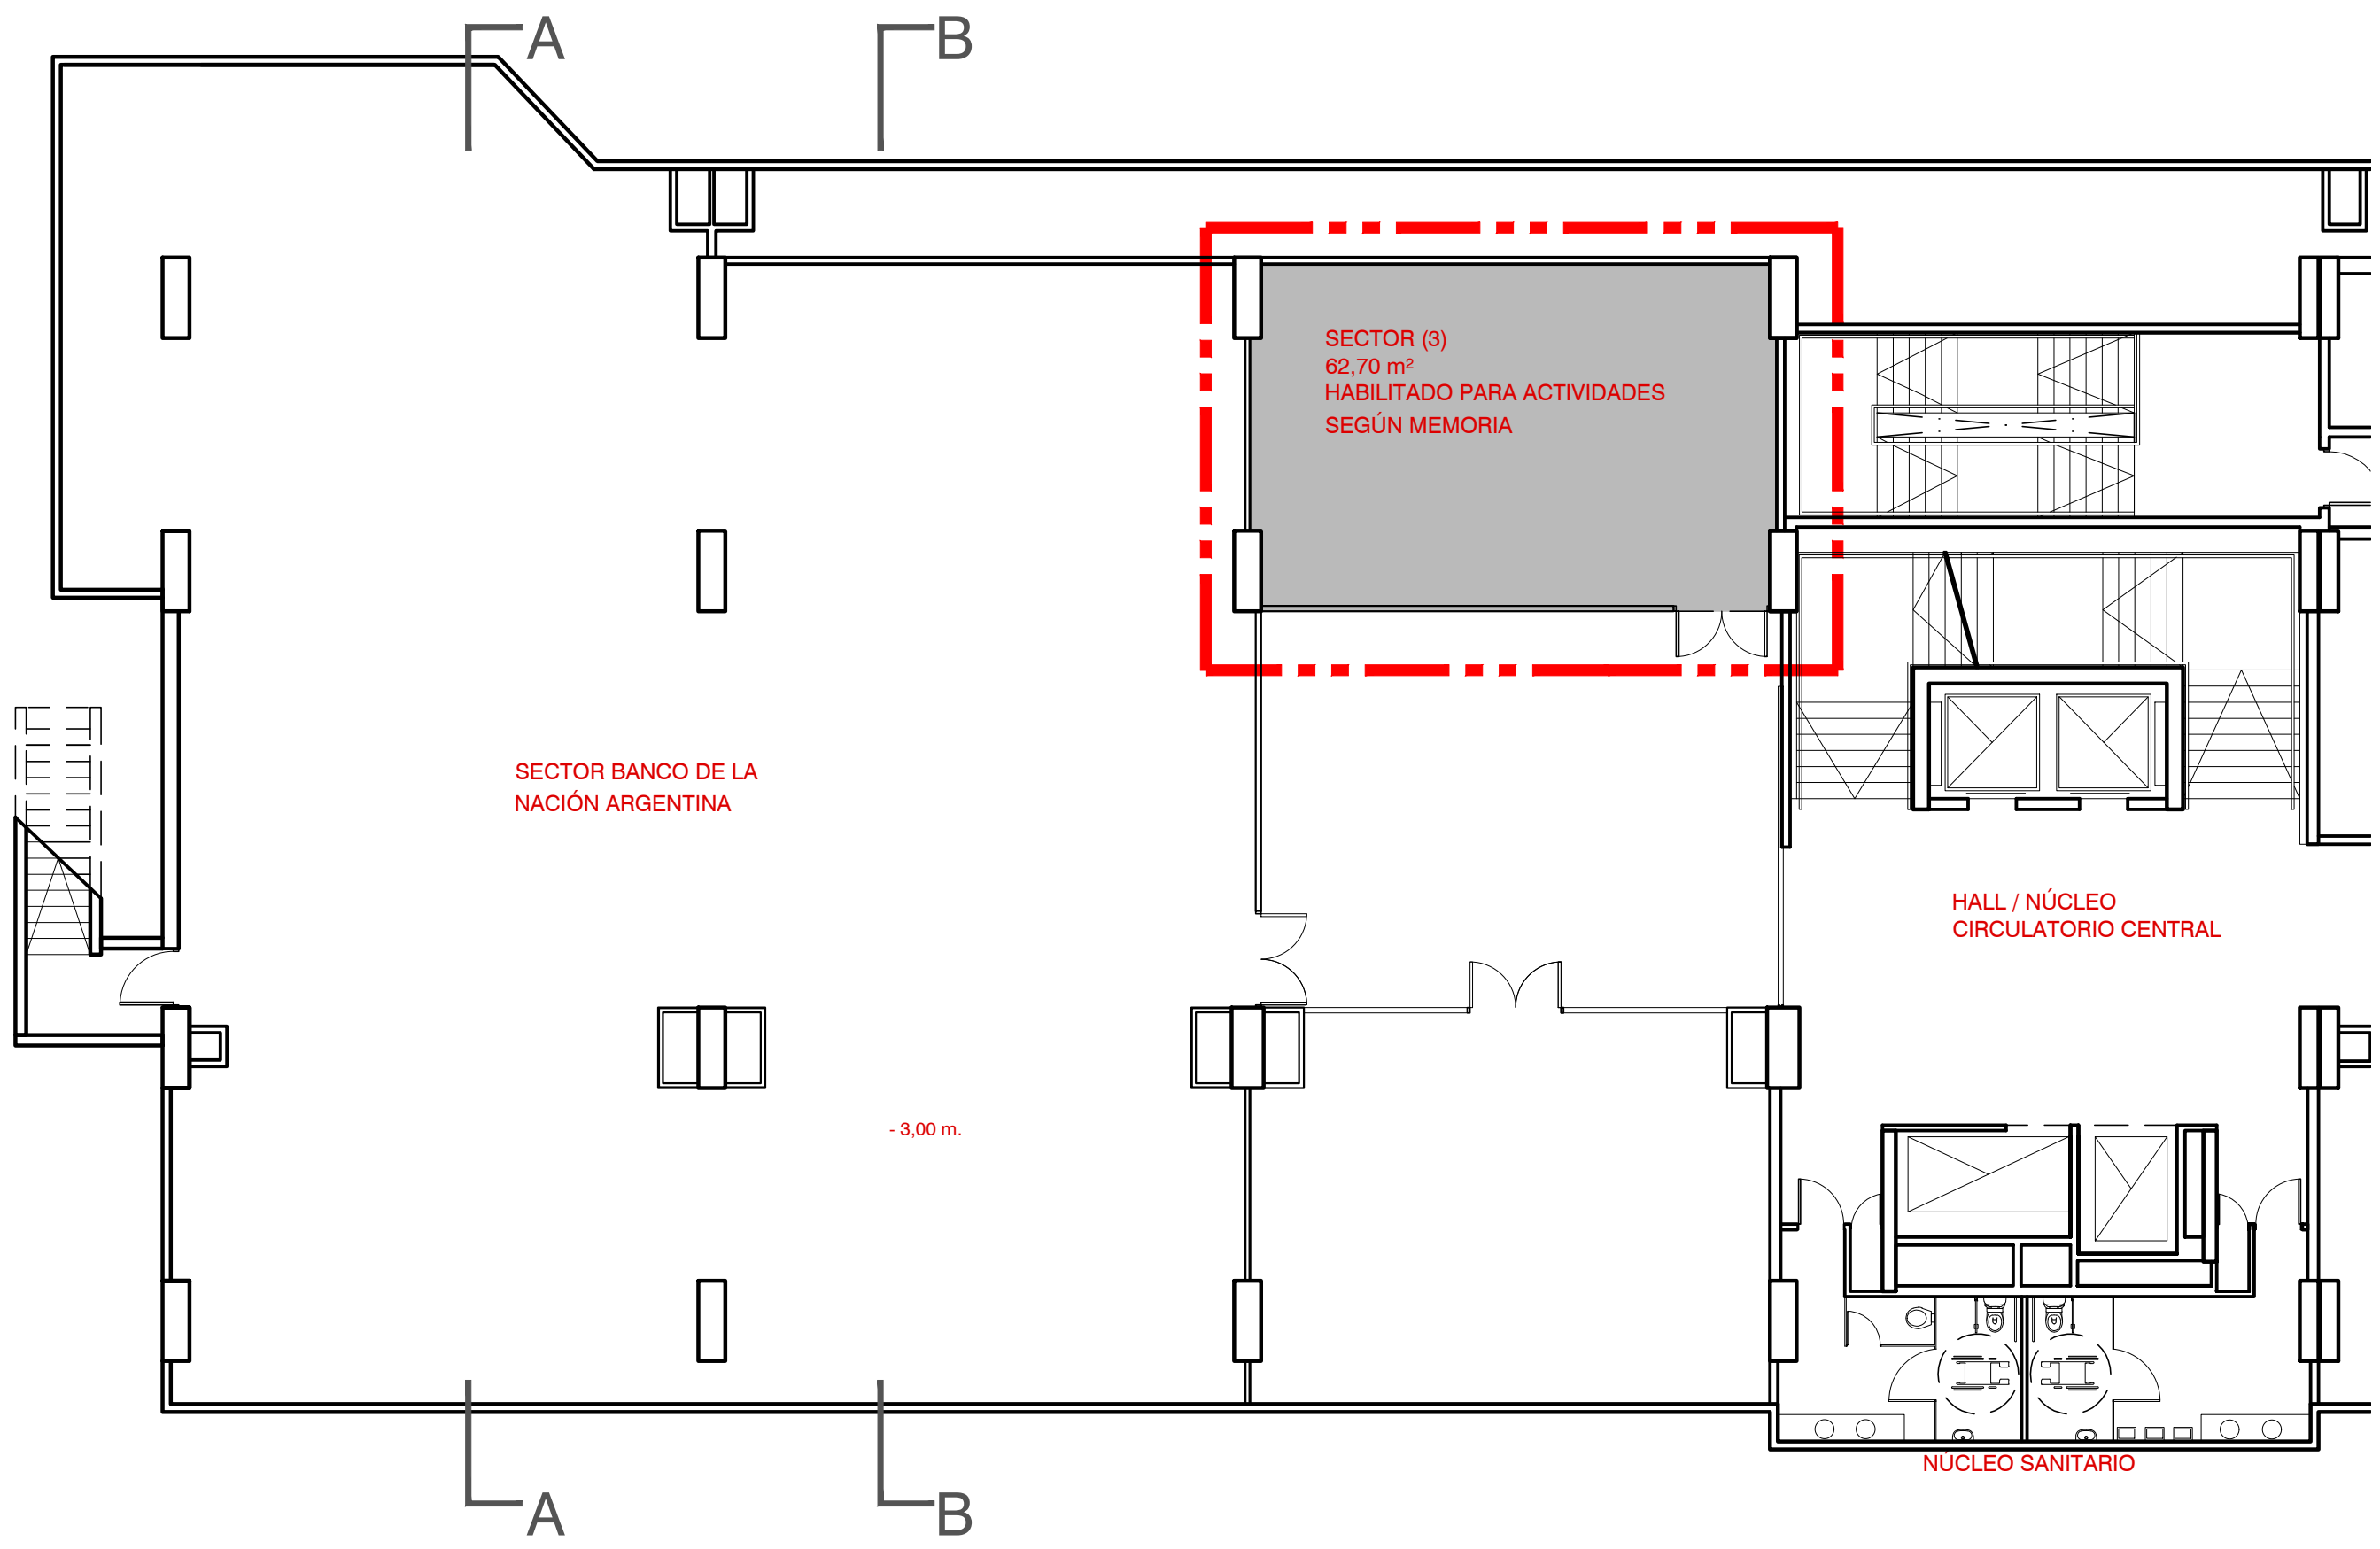 A
B
SECTOR (3)
62,70 m²
HABILITADO PARA ACTIVIDADES
SEGÚN MEMORIA
SECTOR BANCO DE LA
NACIÓN ARGENTINA
HALL / NÚCLEO
CIRCULATORIO CENTRAL
- 3,00 m.
NÚCLEO SANITARIO
A
B